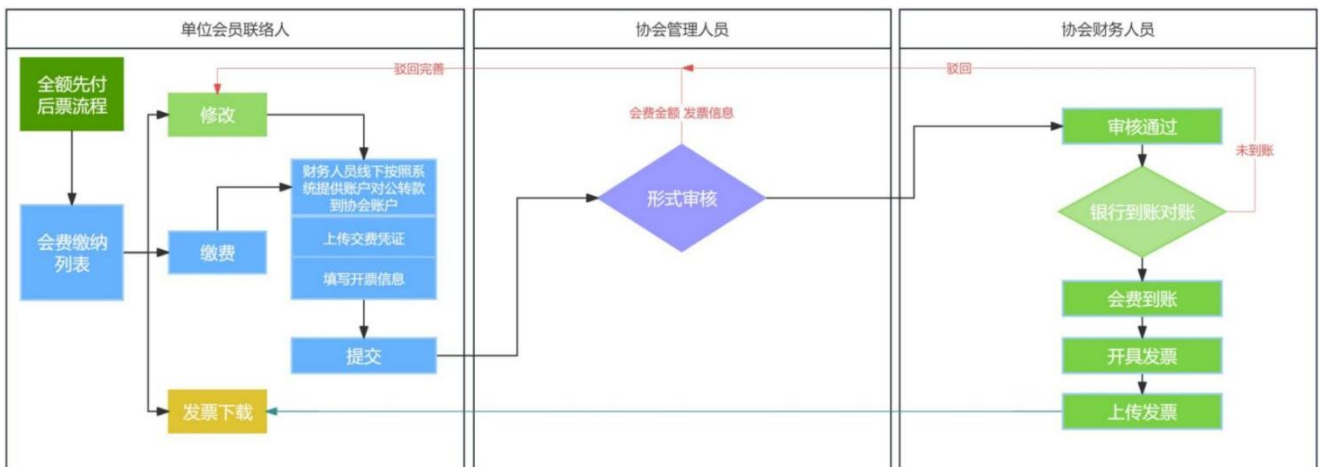 单位会员联络人
协会管理人员
协会财务人员
全额先付
后票流程
驳回完善
驳回
修改
会费金额 发票信息
审核通过
未到账
财务人员线下按照系
统提供账户对公转款
到协会账户
形式审核
银行到账对账
会费缴纳
列表
缴费
上传交费凭证
填写开票信息
会费到账
提交
开具发票
发票下载
上传发票